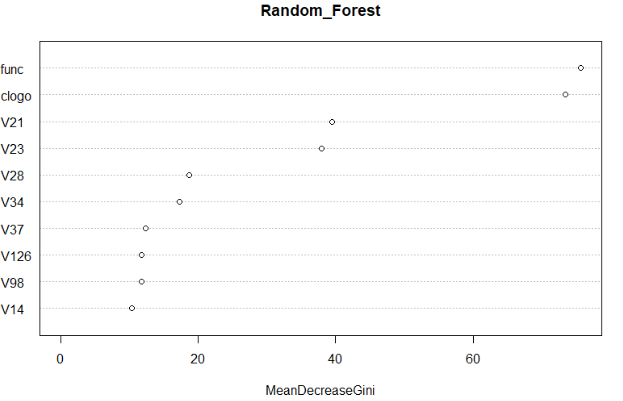 Random_Forest
func
clogo
V21
V23
V28
V34
V37
V126
V98
V14
0 20 40 60
MeanDecreaseGini